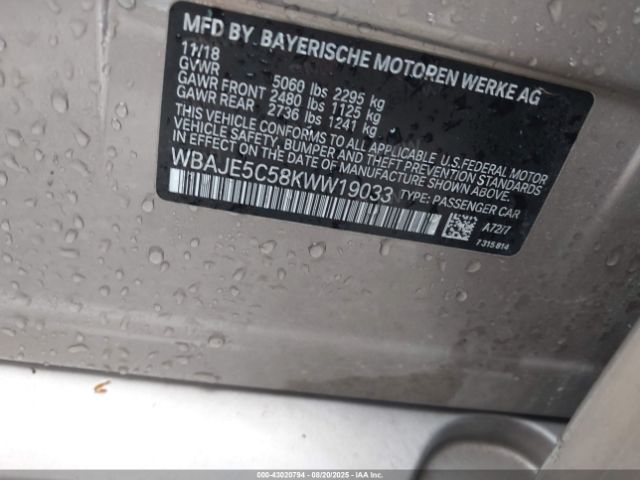 MFD BY BAYERISCHE MOTOREN WERKE AG
11/18
GVWR 5060 lbs 2295 kg
GAWR FRONT 2480 lbs 1125 kg
GAWR REAR 2736 lbs 1241 kg
THIS VEHICLE CONFORMS TO ALL APPLICABLE U.S. FEDERAL MOTOR
VEHICLE SAFETY, BUMPER AND THEFT PREVENTION STANDARDS
IN EFFECT ON THE DATE OF MANUFACTURE SHOWN ABOVE.
WBAJE5C58KWW19033 TYPE: PASSENGER CAR
A72/7
7315814
000-43020794 - 08/20/2025 - IAAI.COM